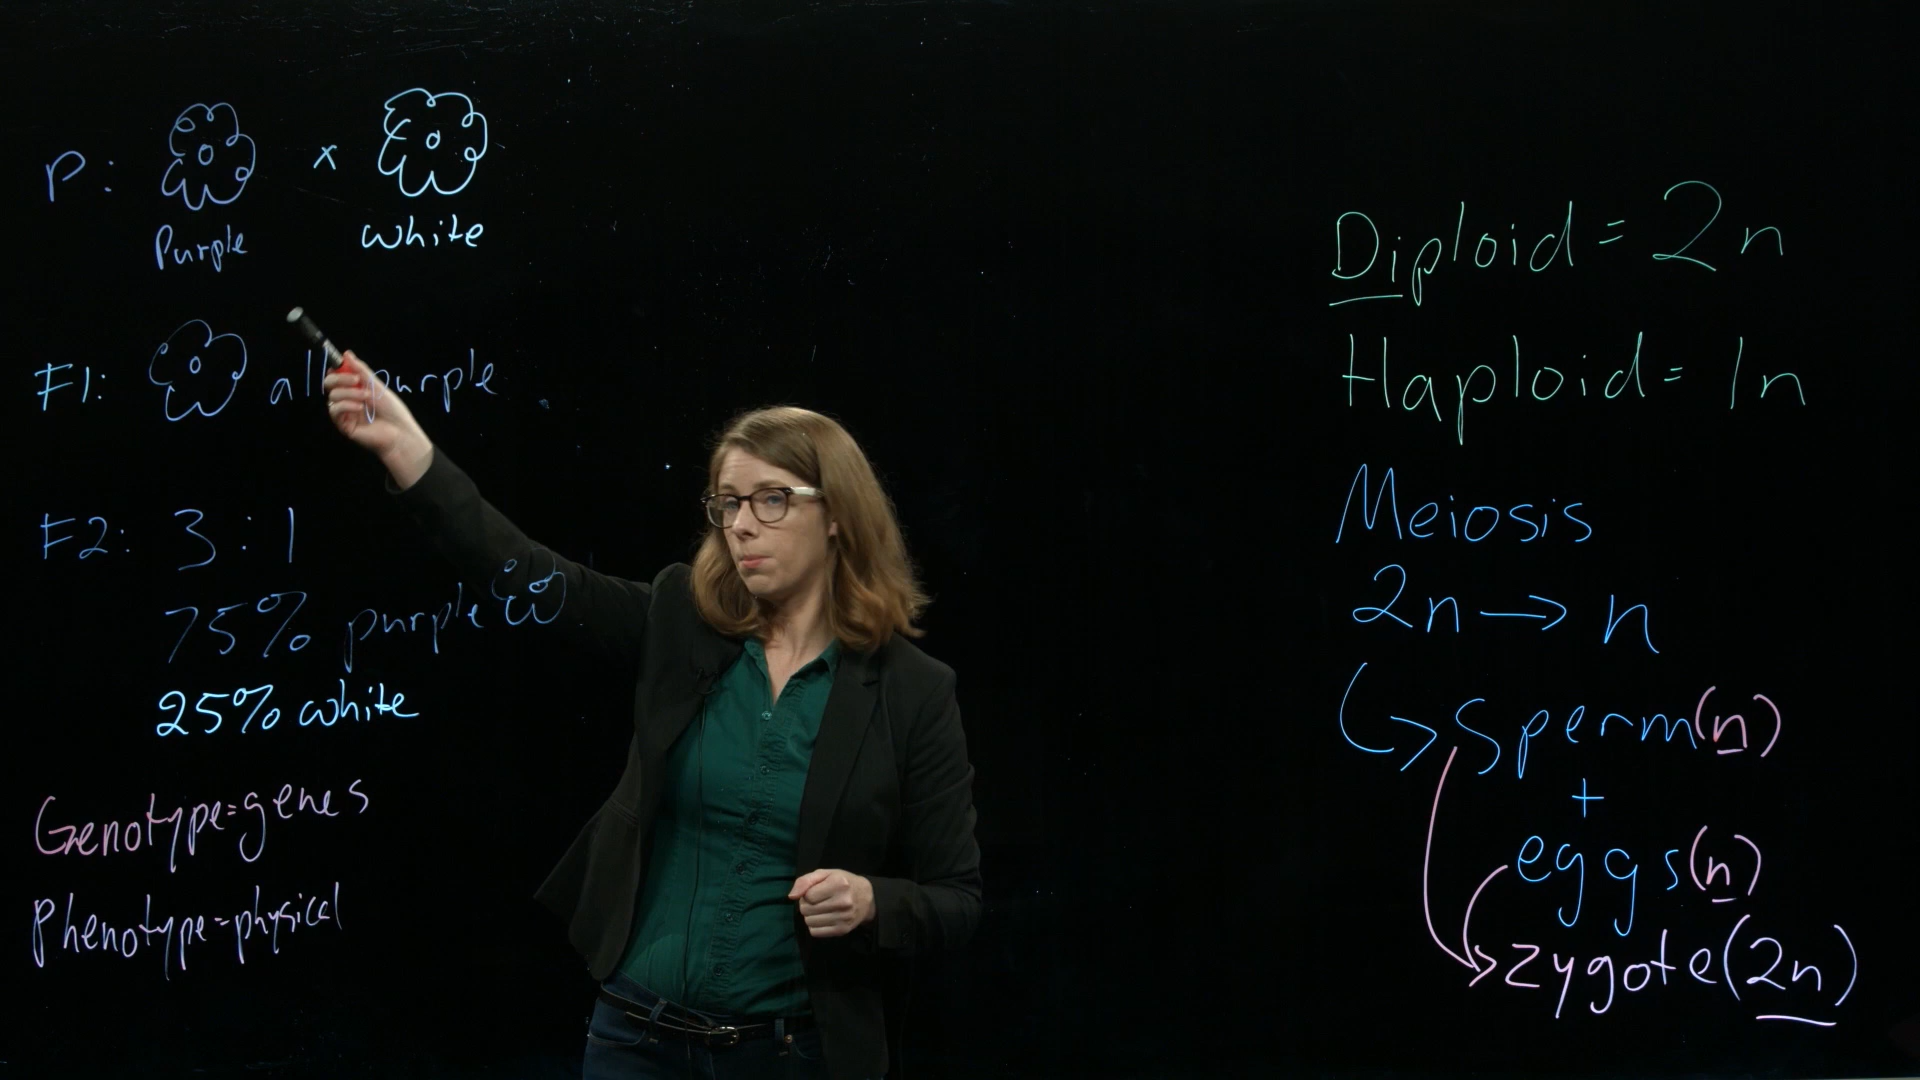 P: x
Purple White
F1: all purple
F2: 3:1
75% purple
25% white
Genotype=genes
Phenotype=physical
Diploid = 2n
Haploid = 1n
Meiosis
2n → n
sperm(n)
+
eggs(n)
zygote(2n)